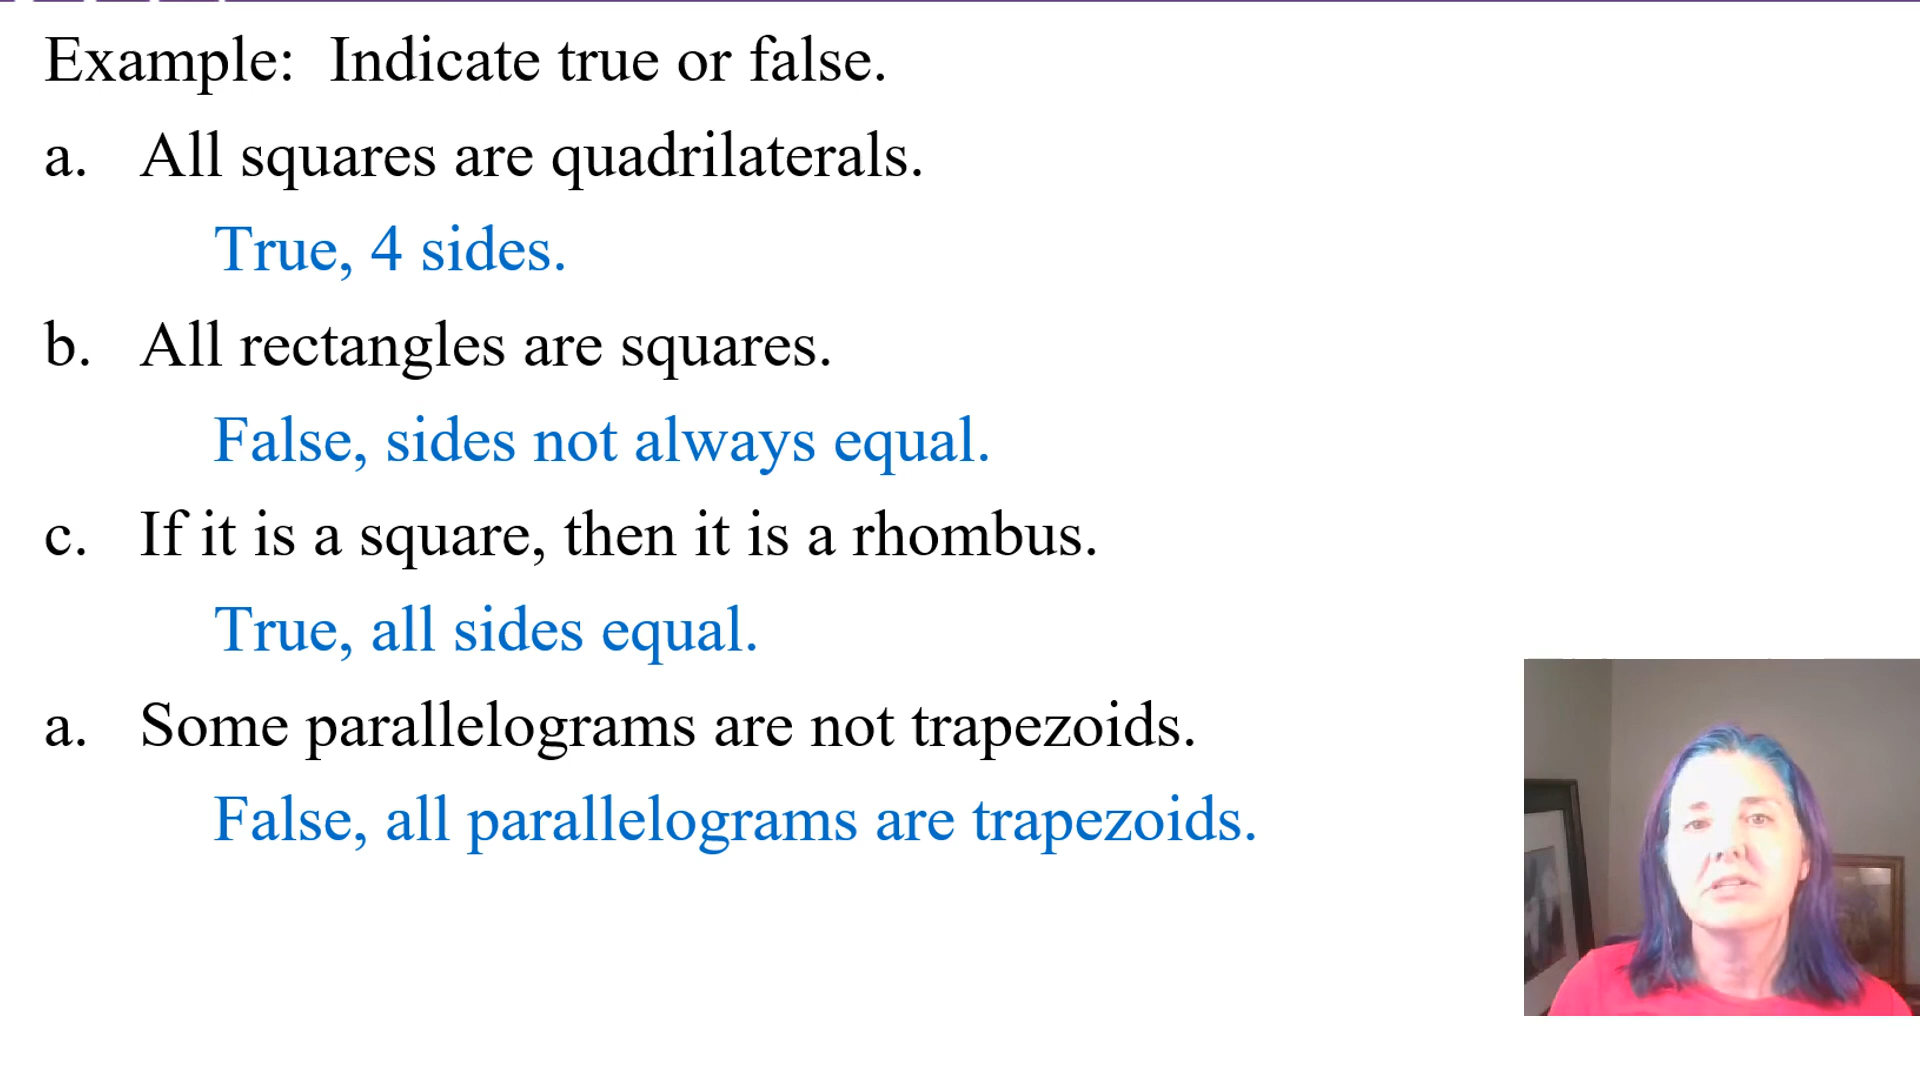 Example: Indicate true or false.
a. All squares are quadrilaterals.
True, 4 sides.
b. All rectangles are squares.
False, sides not always equal.
c. If it is a square, then it is a rhombus.
True, all sides equal.
a. Some parallelograms are not trapezoids.
False, all parallelograms are trapezoids.